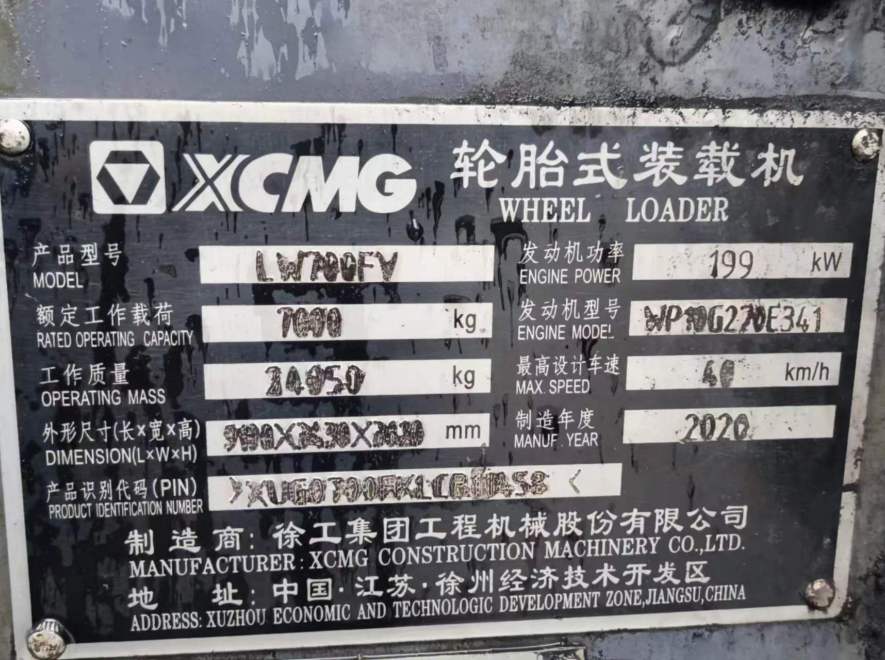 XCMG 轮胎式装载机
WHEEL LOADER
产品型号 LW700FV
MODEL
发动机功率 199 kW
ENGINE POWER
额定工作载荷 7000 kg
RATED OPERATING CAPACITY
发动机型号 WP10G270E341
ENGINE MODEL
工作质量 24050 kg
OPERATING MASS
最高设计车速 40 km/h
MAX. SPEED
外形尺寸(长×宽×高) mm
DIMENSION(L×W×H)
制造年度 2020
MANUF. YEAR
产品识别代码(PIN)
PRODUCT IDENTIFICATION NUMBER
制造商: 徐工集团工程机械股份有限公司
MANUFACTURER: XCMG CONSTRUCTION MACHINERY CO.,LTD.
地址: 中国·江苏·徐州经济技术开发区
ADDRESS: XUZHOU ECONOMIC AND TECHNOLOGIC DEVELOPMENT ZONE,JIANGSU,CHINA